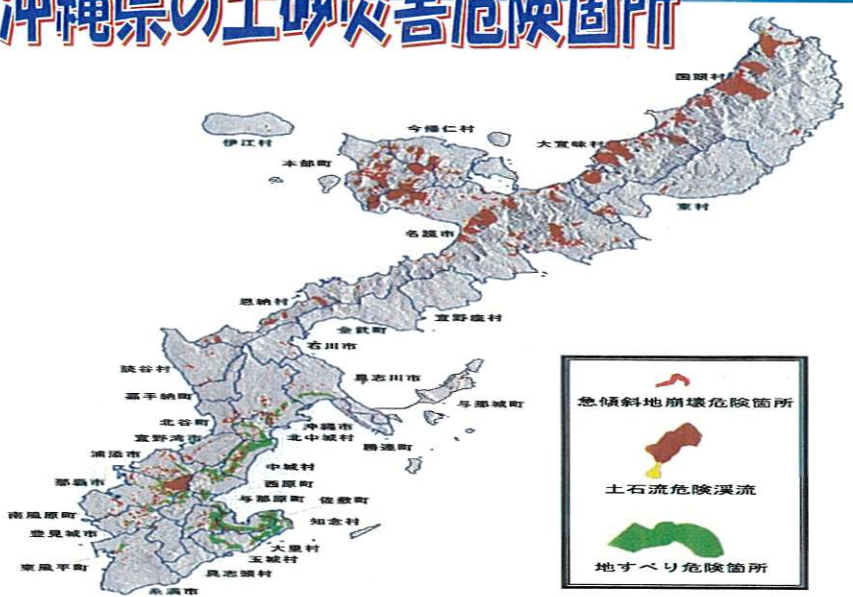 沖縄県の土砂災害危険箇所
国頭村
今帰仁村
伊江村
大宜味村
本部町
東村
名護市
恩納村
宜野座村
金武町
石川市
読谷村
具志川市
嘉手納町
与那城町
北谷町
沖縄市
宜野湾市
北中城村
勝連町
浦添市
中城村
那覇市
西原町
与那原町
佐敷町
南風原町
知念村
豊見城市
大里村
玉城村
東風平町
具志頭村
糸満市
急傾斜地崩壊危険箇所
土石流危険渓流
地すべり危険箇所